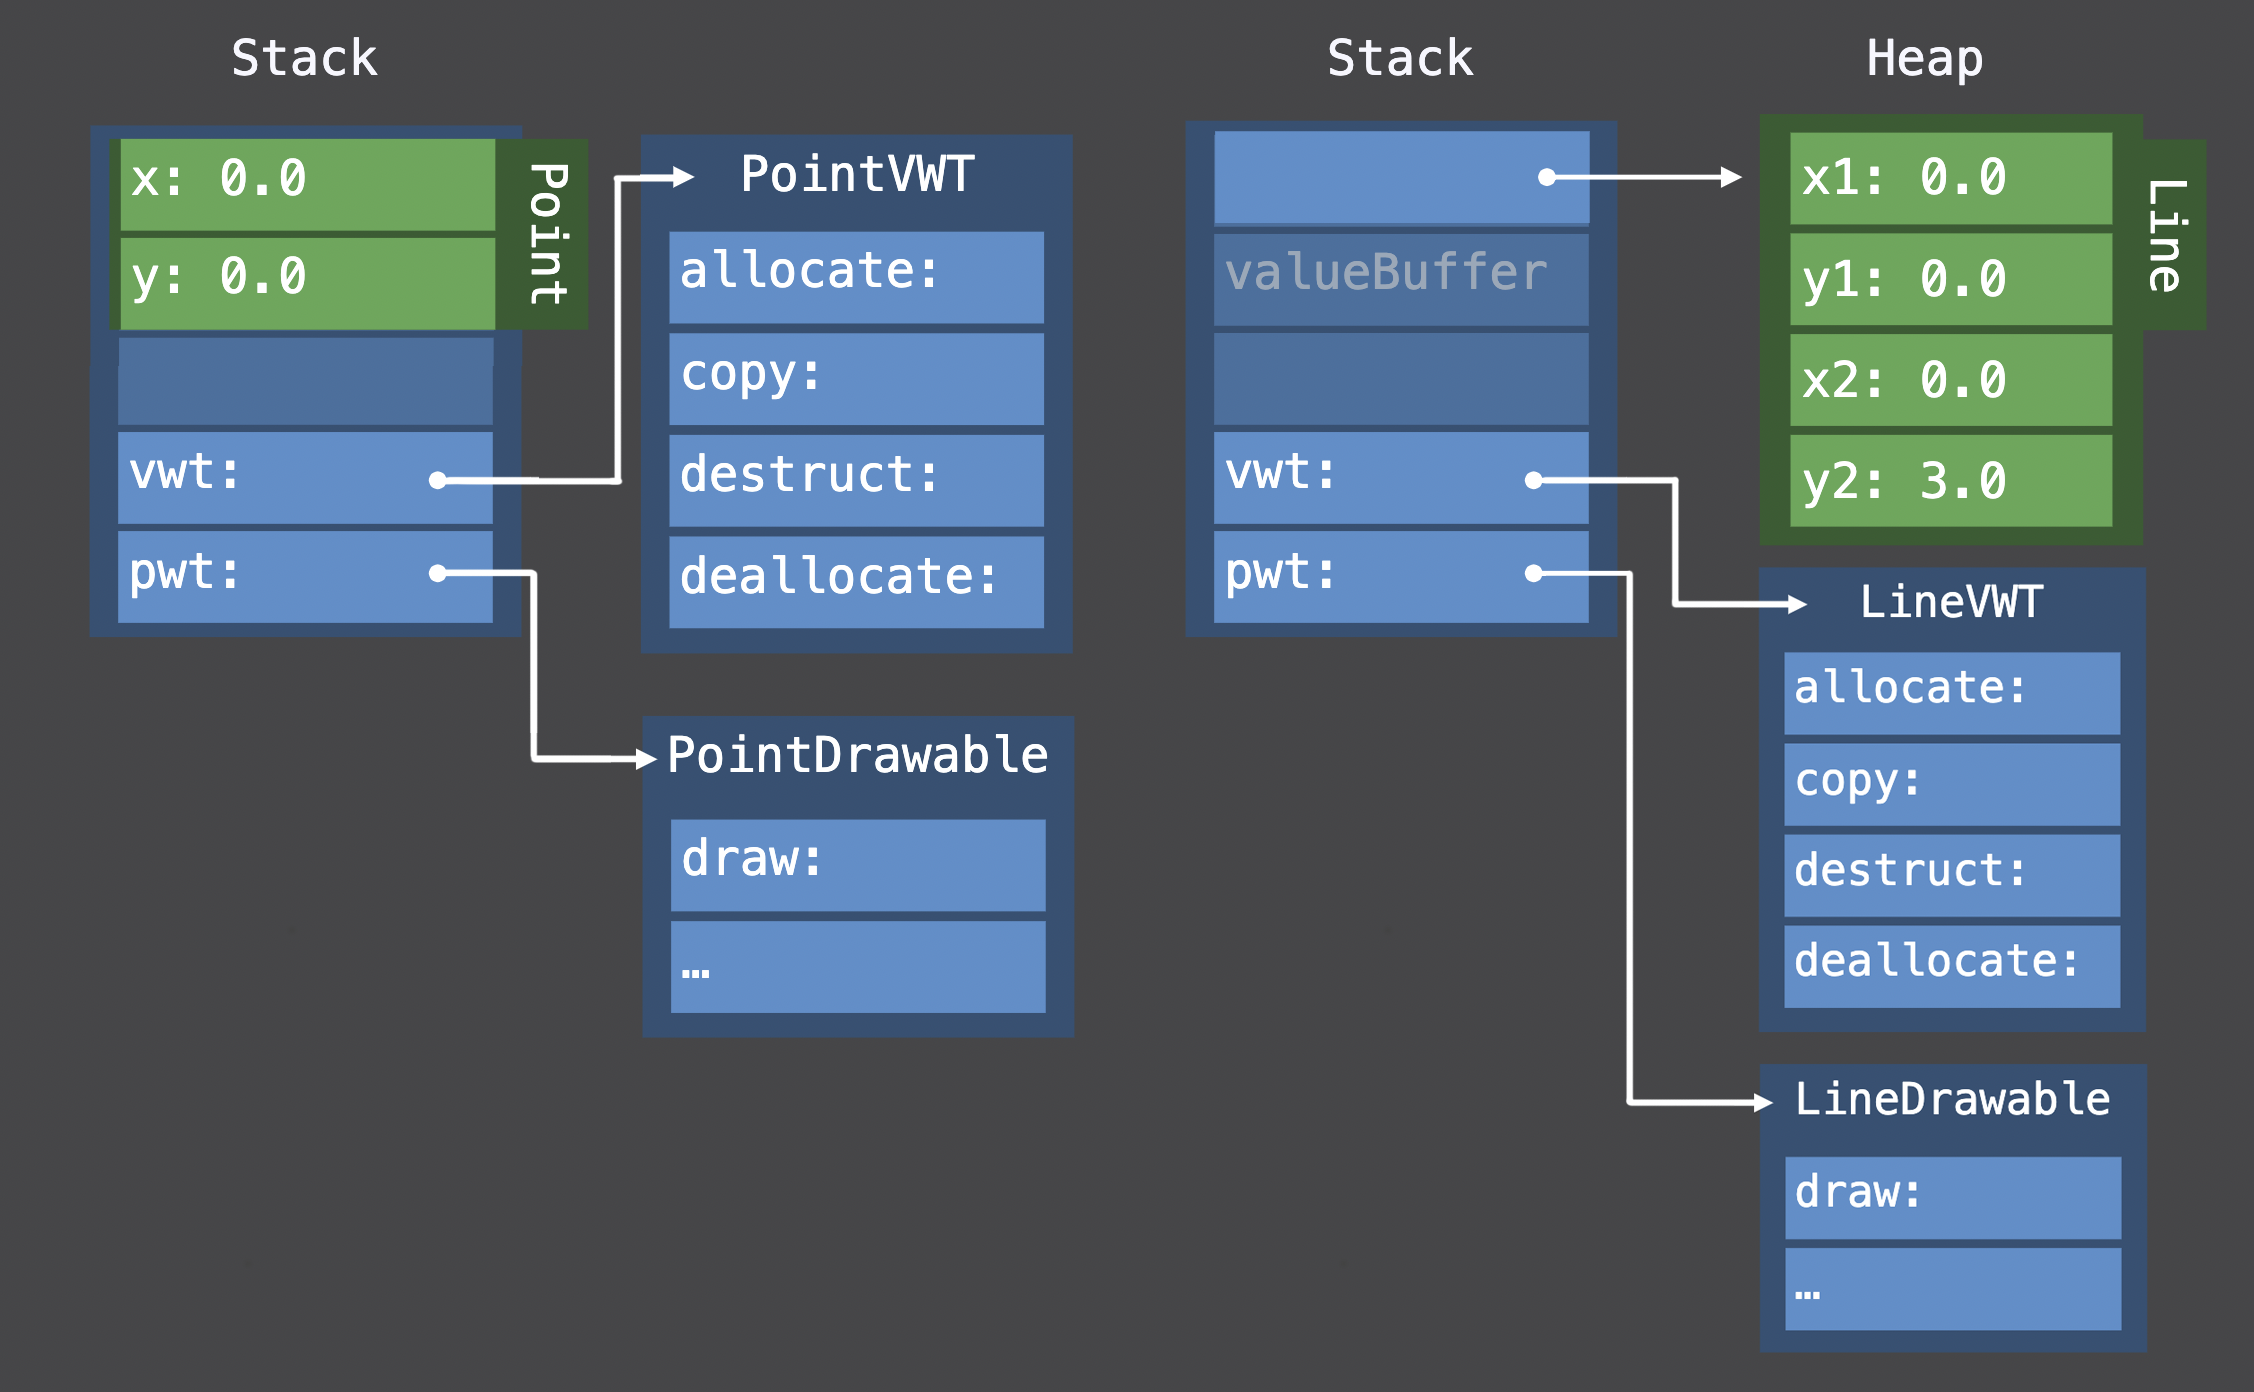 Stack
x: 0.0
y: 0.0
Point
vwt:
pwt:
PointVWT
allocate:
copy:
destruct:
deallocate:
PointDrawable
draw:
…
Stack
valueBuffer
vwt:
pwt:
Heap
x1: 0.0
y1: 0.0
x2: 0.0
y2: 3.0
Line
LineVWT
allocate:
copy:
destruct:
deallocate:
LineDrawable
draw:
…